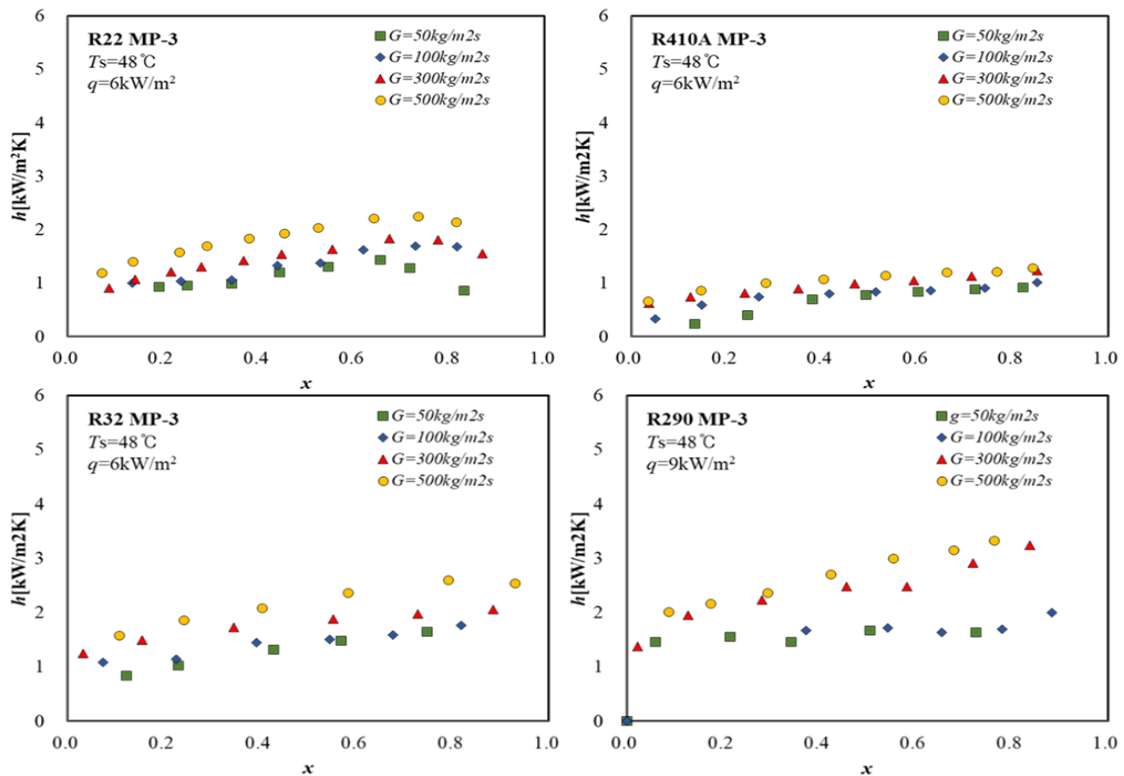 R22 MP-3
Ts=48℃
q=6kW/m²
G=50kg/m2s
G=100kg/m2s
G=300kg/m2s
G=500kg/m2s
h[kW/m²K]
6
5
4
3
2
1
0
0.0 0.2 0.4 0.6 0.8 1.0
x
R410A MP-3
Ts=48℃
q=6kW/m²
G=50kg/m2s
G=100kg/m2s
G=300kg/m2s
G=500kg/m2s
h[kW/m2K]
6
5
4
3
2
1
0
0.0 0.2 0.4 0.6 0.8 1.0
x
R32 MP-3
Ts=48℃
q=6kW/m²
G=50kg/m2s
G=100kg/m2s
G=300kg/m2s
G=500kg/m2s
h[kW/m2K]
6
5
4
3
2
1
0
0.0 0.2 0.4 0.6 0.8 1.0
x
R290 MP-3
Ts=48℃
q=9kW/m²
g=50kg/m2s
G=100kg/m2s
G=300kg/m2s
G=500kg/m2s
h[kW/m2K]
6
5
4
3
2
1
0
0.0 0.2 0.4 0.6 0.8 1.0
x